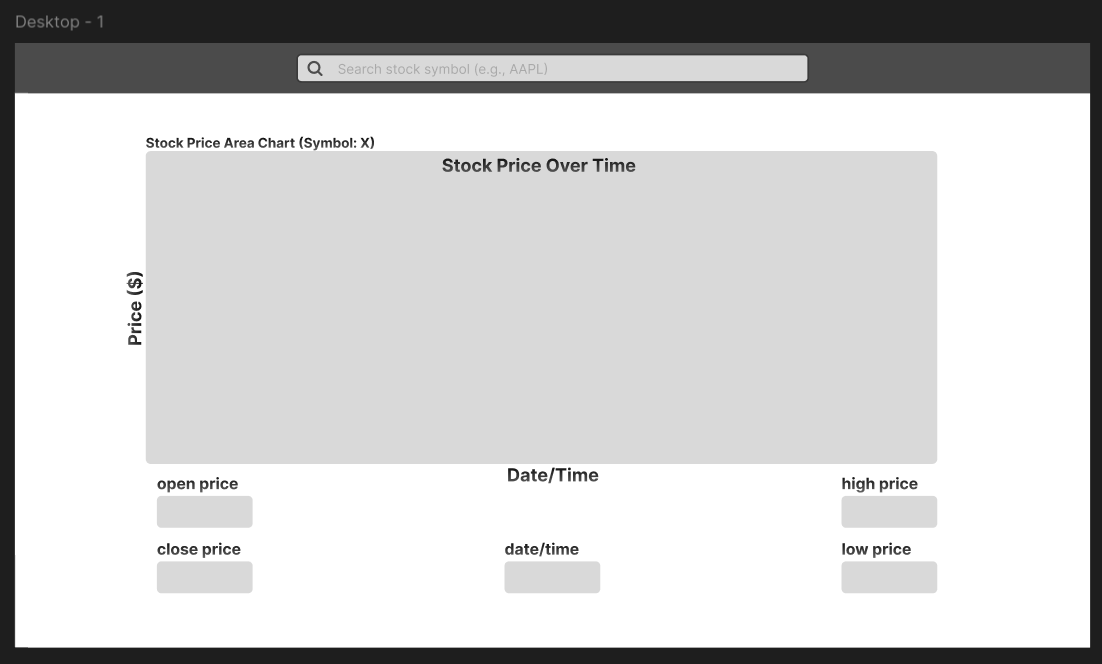 Desktop - 1
Search stock symbol (e.g., AAPL)
Stock Price Area Chart (Symbol: X)
Stock Price Over Time
Price ($)
Date/Time
open price
high price
close price
date/time
low price